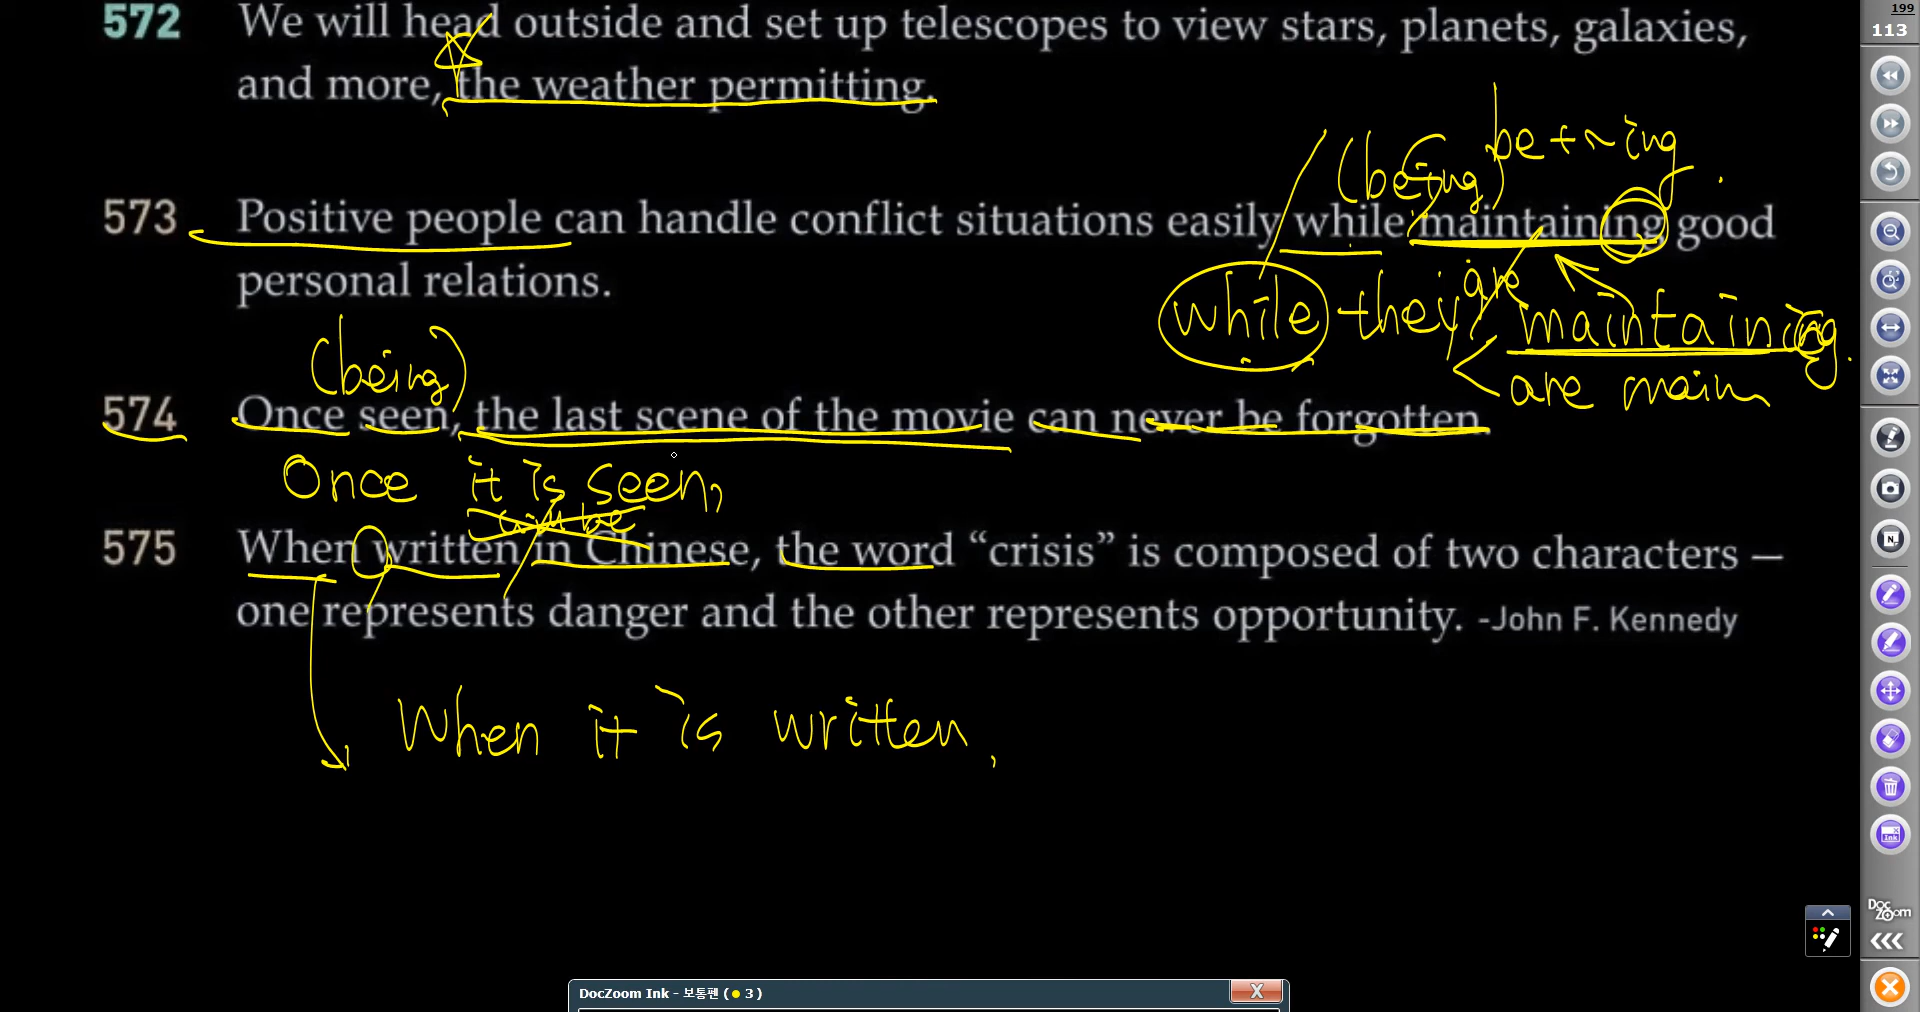 199
113
572 We will head outside and set up telescopes to view stars, planets, galaxies,
and more, the weather permitting.
(being) be + ~ing
573 Positive people can handle conflict situations easily while maintaining good
personal relations.
while they are maintaining.
are main
(being)
574 Once seen, the last scene of the movie can never be forgotten.
Once it is seen,
will be
575 When written in Chinese, the word “crisis” is composed of two characters —
one represents danger and the other represents opportunity. -John F. Kennedy
When it is written,
Doc
Zoom
DocZoom Ink - 보통펜 ( 3 )